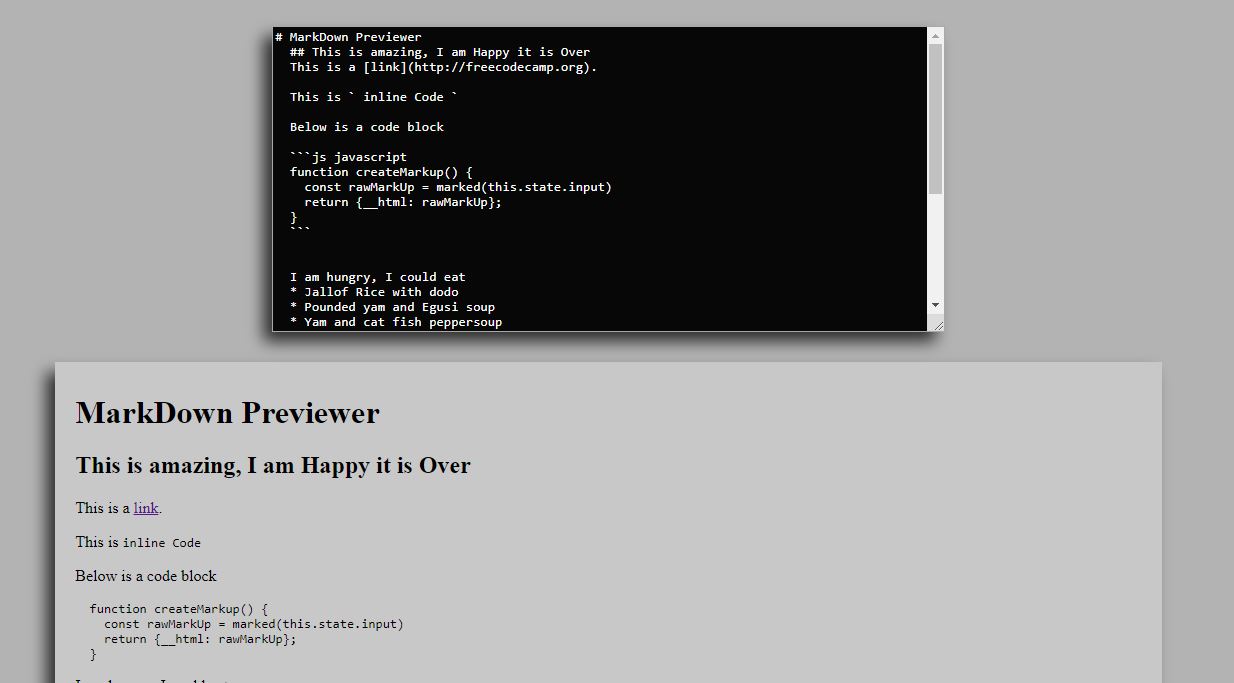 # MarkDown Previewer
## This is amazing, I am Happy it is Over
This is a [link](http://freecodecamp.org).
This is ` inline Code `
Below is a code block
```js javascript
function createMarkup() {
const rawMarkUp = marked(this.state.input)
return {__html: rawMarkUp};
}
```
I am hungry, I could eat
* Jallof Rice with dodo
* Pounded yam and Egusi soup
* Yam and cat fish peppersoup
MarkDown Previewer
This is amazing, I am Happy it is Over
This is a link.
This is inline Code
Below is a code block
function createMarkup() {
const rawMarkUp = marked(this.state.input)
return {__html: rawMarkUp};
}